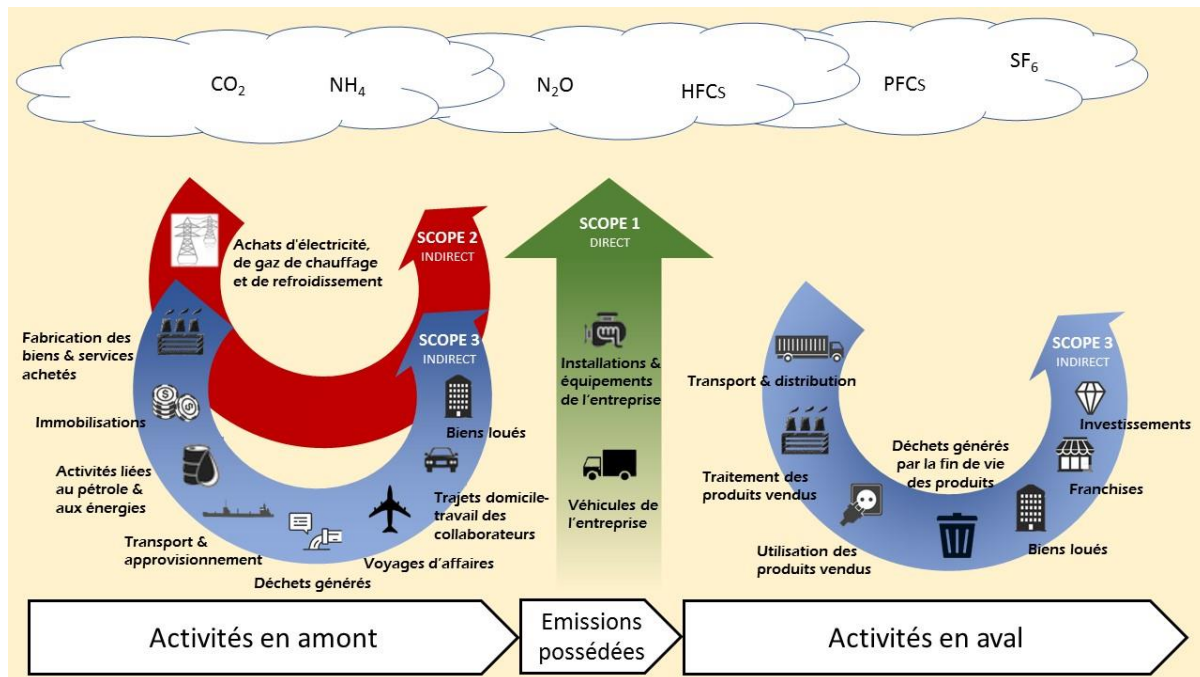 CO₂
NH₄
N₂O
HFCs
PFCs
SF₆
SCOPE 2
INDIRECT
Achats d'électricité,
de gaz de chauffage
et de refroidissement
SCOPE 3
INDIRECT
Fabrication des
biens & services
achetés
Immobilisations
Activités liées
au pétrole &
aux énergies
Transport &
approvisionnement
Déchets générés
Voyages d'affaires
Trajets domicile-
travail des
collaborateurs
Biens loués
SCOPE 1
DIRECT
Installations &
équipements
de l'entreprise
Véhicules de
l'entreprise
SCOPE 3
INDIRECT
Transport & distribution
Traitement des
produits vendus
Utilisation des
produits vendus
Déchets générés
par la fin de vie
des produits
Biens loués
Franchises
Investissements
Activités en amont
Emissions
possédées
Activités en aval